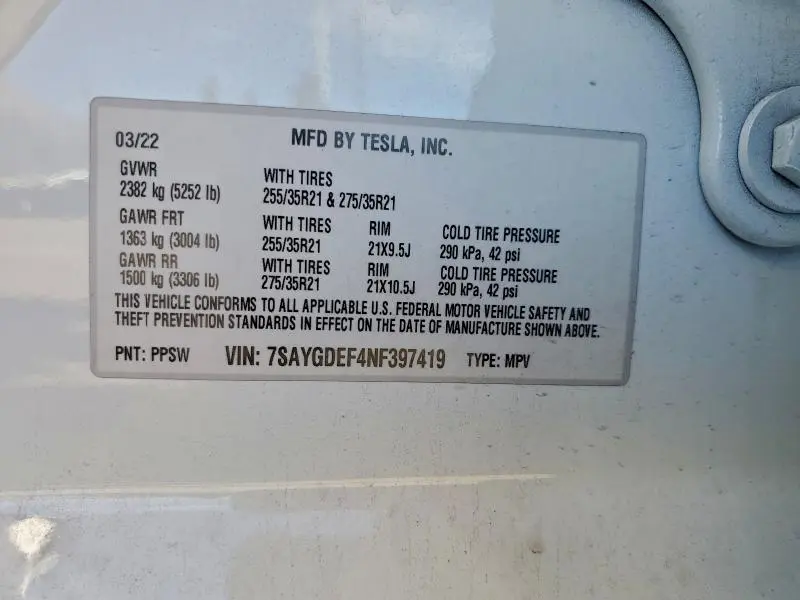 03/22 MFD BY TESLA, INC.
GVWR WITH TIRES
2382 kg (5252 lb) 255/35R21 & 275/35R21
GAWR FRT WITH TIRES RIM COLD TIRE PRESSURE
1363 kg (3004 lb) 255/35R21 21X9.5J 290 kPa, 42 psi
GAWR RR WITH TIRES RIM COLD TIRE PRESSURE
1500 kg (3306 lb) 275/35R21 21X10.5J 290 kPa, 42 psi
THIS VEHICLE CONFORMS TO ALL APPLICABLE U.S. FEDERAL MOTOR VEHICLE SAFETY AND
THEFT PREVENTION STANDARDS IN EFFECT ON THE DATE OF MANUFACTURE SHOWN ABOVE.
PNT: PPSW VIN: 7SAYGDEF4NF397419 TYPE: MPV